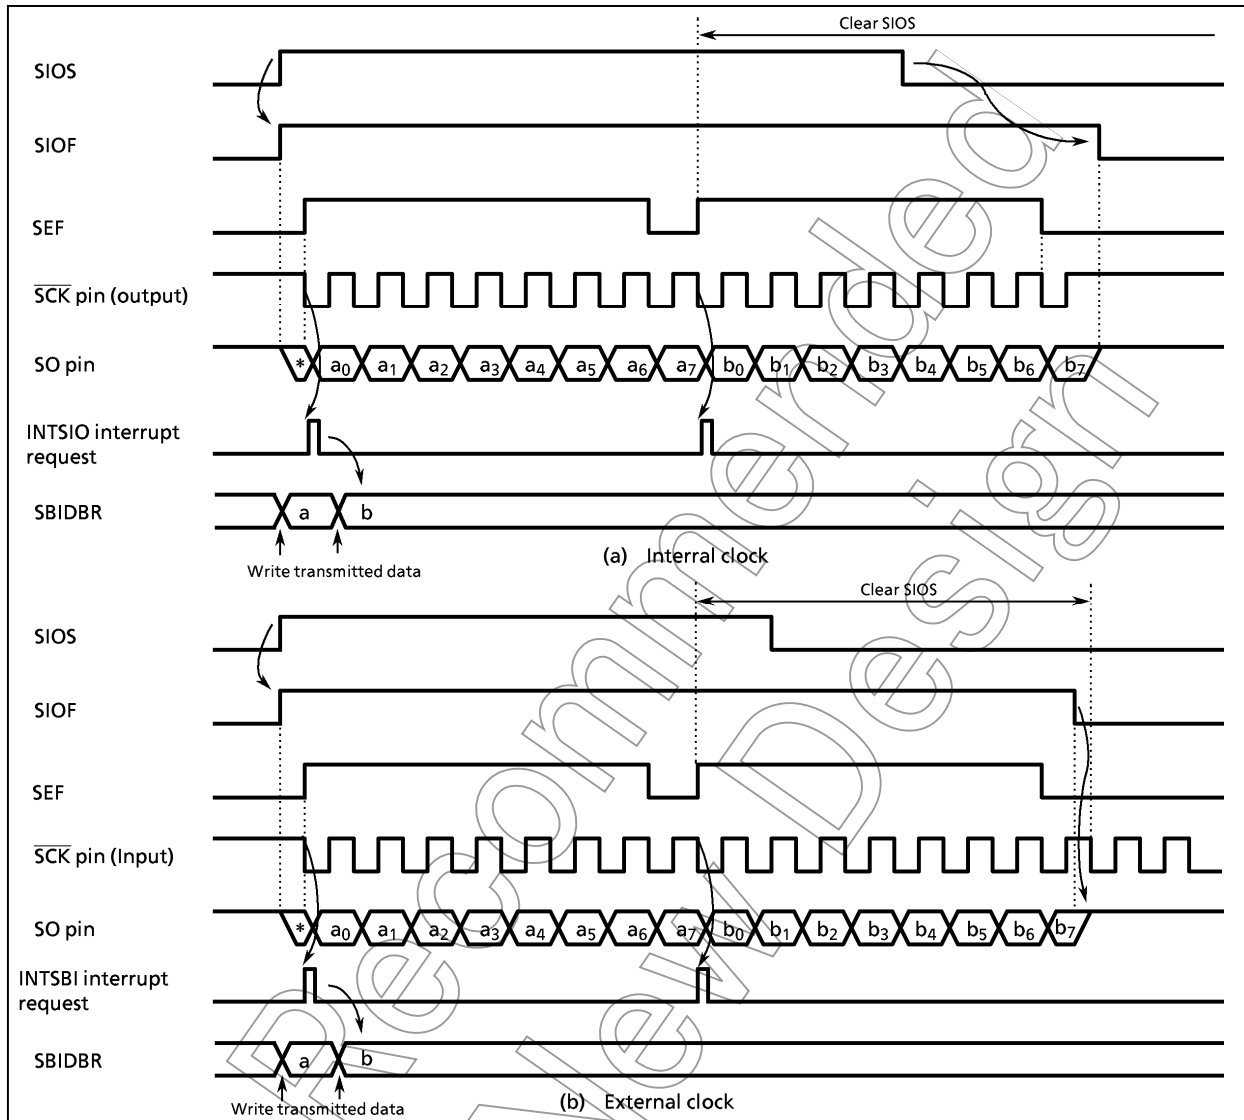 Clear SIOS
SIOS
SIOF
SEF
SCK pin (output)
SO pin
* a0 a1 a2 a3 a4 a5 a6 a7 b0 b1 b2 b3 b4 b5 b6 b7
INTSIO interrupt
request
SBIDBR
a b
(a) Interral clock
Write transmitted data
Clear SIOS
SIOS
SIOF
SEF
SCK pin (Input)
SO pin
* a0 a1 a2 a3 a4 a5 a6 a7 b0 b1 b2 b3 b4 b5 b6 b7
INTSBI interrupt
request
SBIDBR
a b
Write transmitted data
(b) External clock
Recommended
New Design